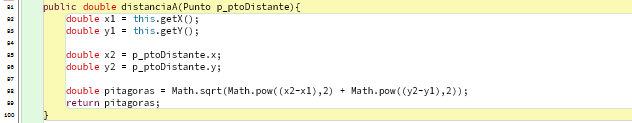 91 public double distanciaA(Punto p_ptoDistante){
92 double x1 = this.getX();
93 double y1 = this.getY();
94
95 double x2 = p_ptoDistante.x;
96 double y2 = p_ptoDistante.y;
97
98 double pitagoras = Math.sqrt(Math.pow((x2-x1),2) + Math.pow((y2-y1),2));
99 return pitagoras;
100 }